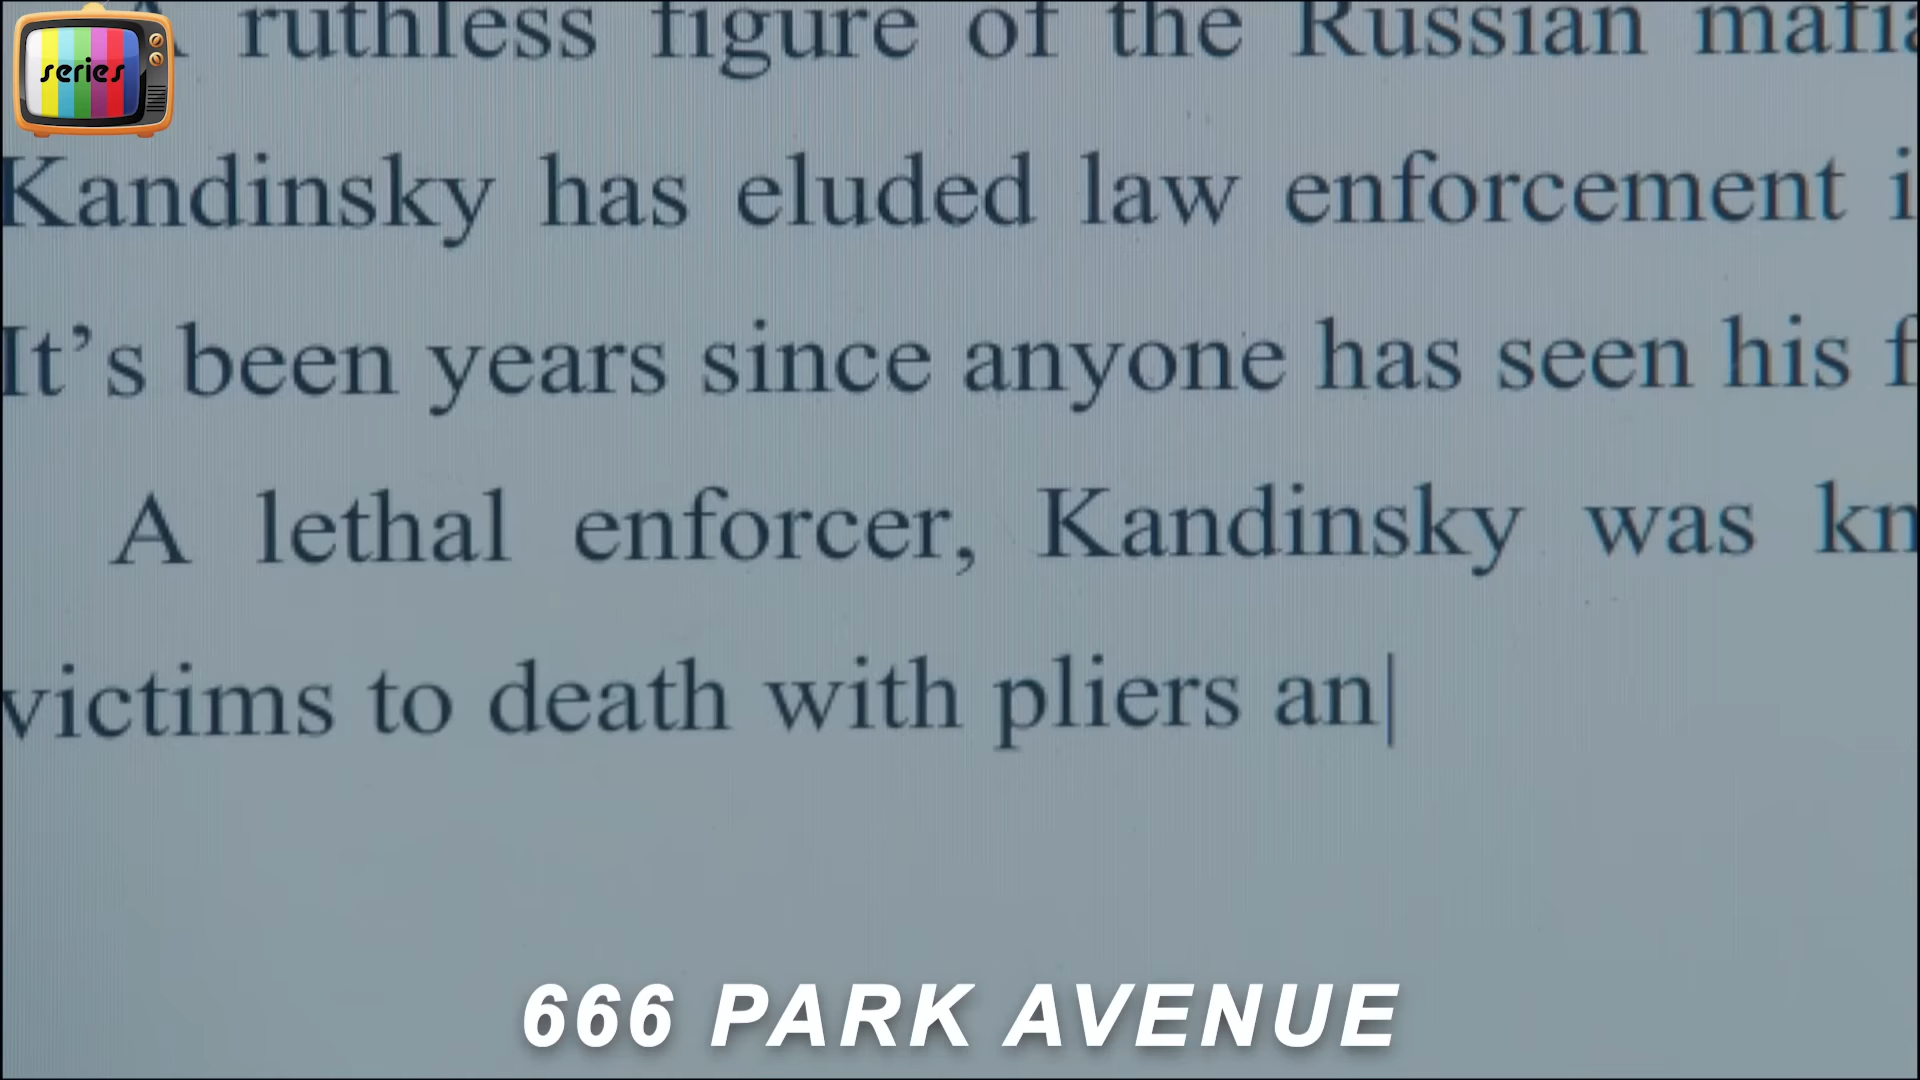 series
A ruthless figure of the Russian mafia
Kandinsky has eluded law enforcement i
It's been years since anyone has seen his f
A lethal enforcer, Kandinsky was kn
victims to death with pliers an
666 PARK AVENUE